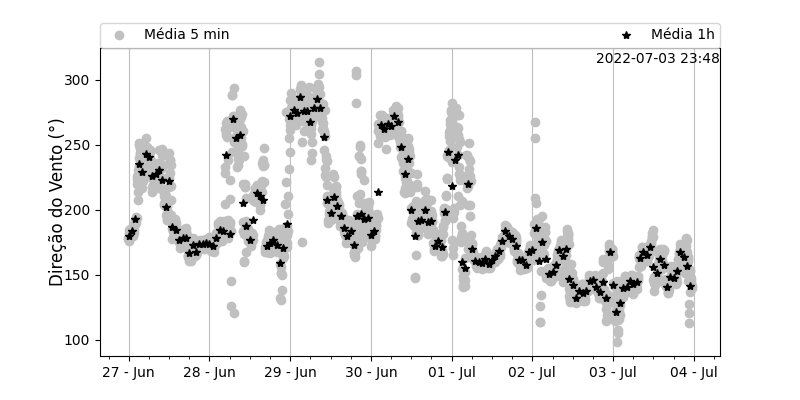 Média 5 min Média 1h
2022-07-03 23:48
Direção do Vento (°)
300
250
200
150
100
27 - Jun 28 - Jun 29 - Jun 30 - Jun 01 - Jul 02 - Jul 03 - Jul 04 - Jul